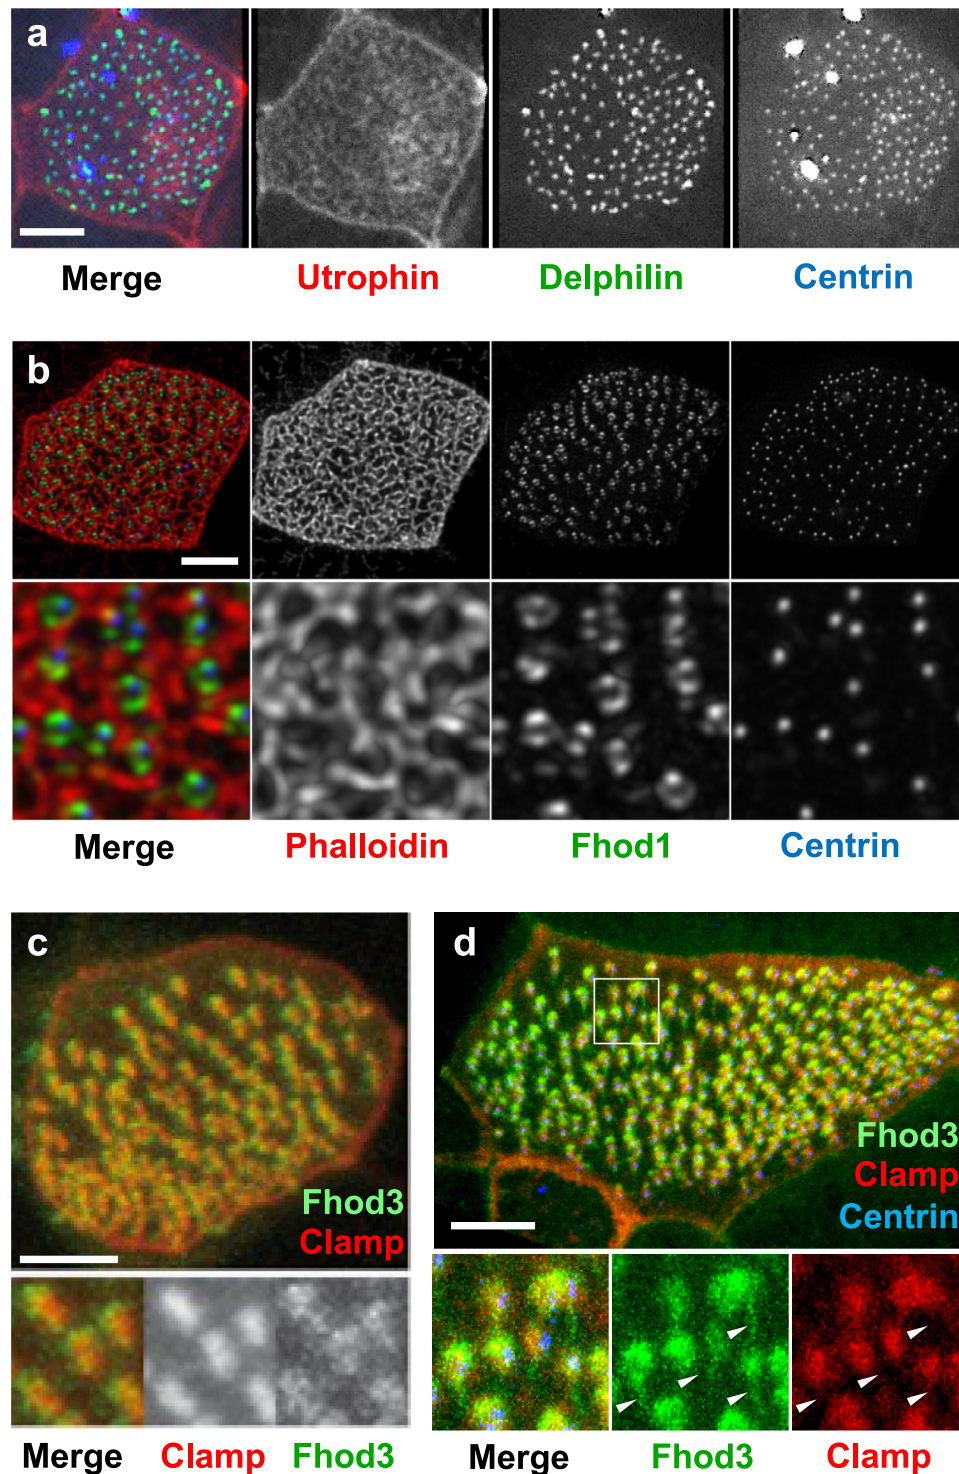 a
Merge Utrophin Delphilin Centrin
b
Merge Phalloidin Fhod1 Centrin
c
Fhod3
Clamp
Merge Clamp Fhod3
d
Fhod3
Clamp
Centrin
Merge Fhod3 Clamp